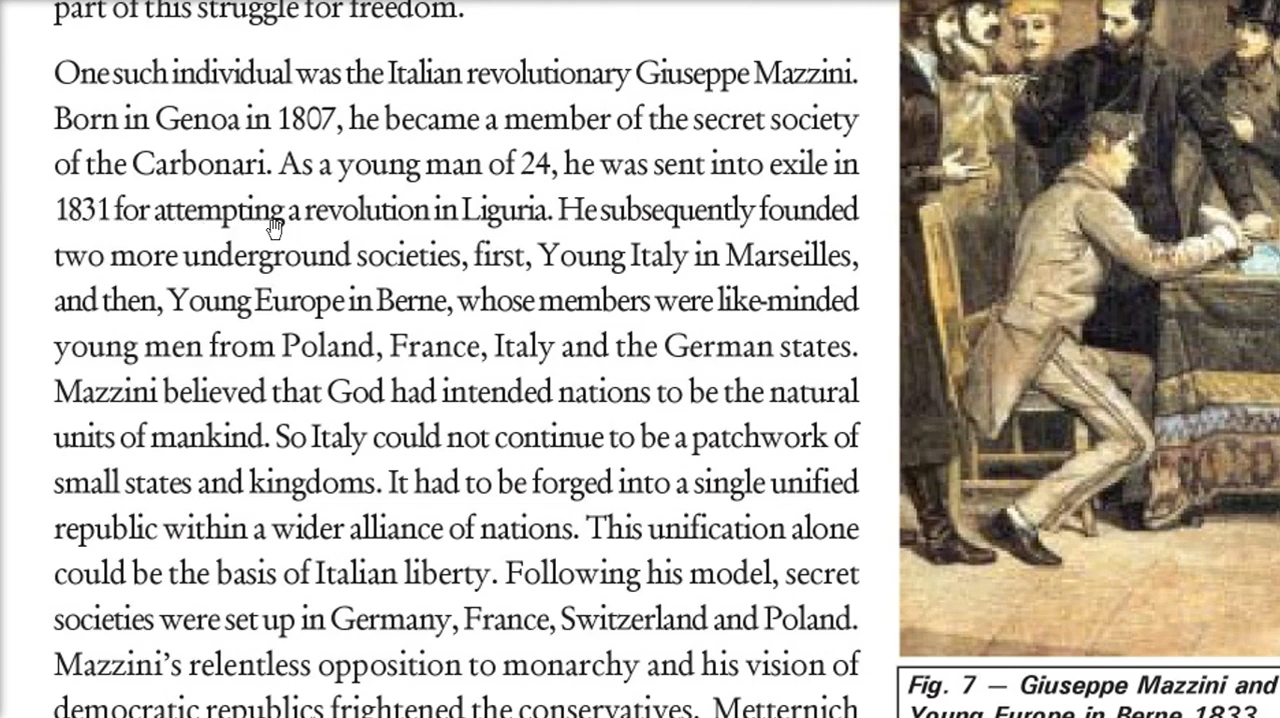 part of this struggle for freedom.
One such individual was the Italian revolutionary Giuseppe Mazzini.
Born in Genoa in 1807, he became a member of the secret society
of the Carbonari. As a young man of 24, he was sent into exile in
1831 for attempting a revolution in Liguria. He subsequently founded
two more underground societies, first, Young Italy in Marseilles,
and then, Young Europe in Berne, whose members were like-minded
young men from Poland, France, Italy and the German states.
Mazzini believed that God had intended nations to be the natural
units of mankind. So Italy could not continue to be a patchwork of
small states and kingdoms. It had to be forged into a single unified
republic within a wider alliance of nations. This unification alone
could be the basis of Italian liberty. Following his model, secret
societies were set up in Germany, France, Switzerland and Poland.
Mazzini’s relentless opposition to monarchy and his vision of
democratic republics frightened the conservatives. Metternich
Fig. 7 — Giuseppe Mazzini and
Young Europe in Berne 1833